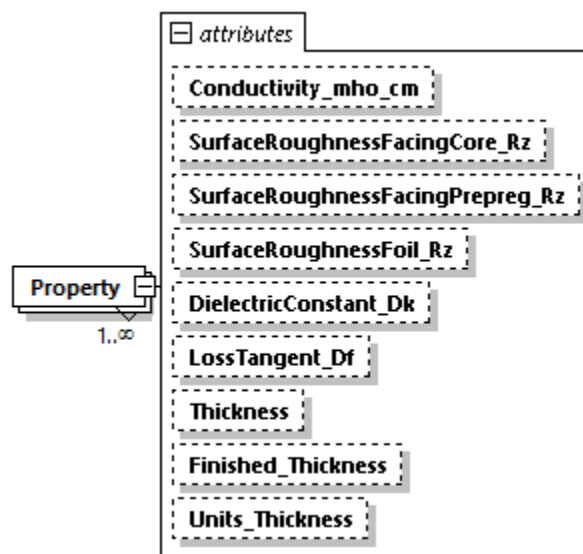 attributes
Conductivity_mho_cm
SurfaceRoughnessFacingCore_Rz
SurfaceRoughnessFacingPrepreg_Rz
SurfaceRoughnessFoil_Rz
Property
1..∞
DielectricConstant_Dk
LossTangent_Df
Thickness
Finished_Thickness
Units_Thickness